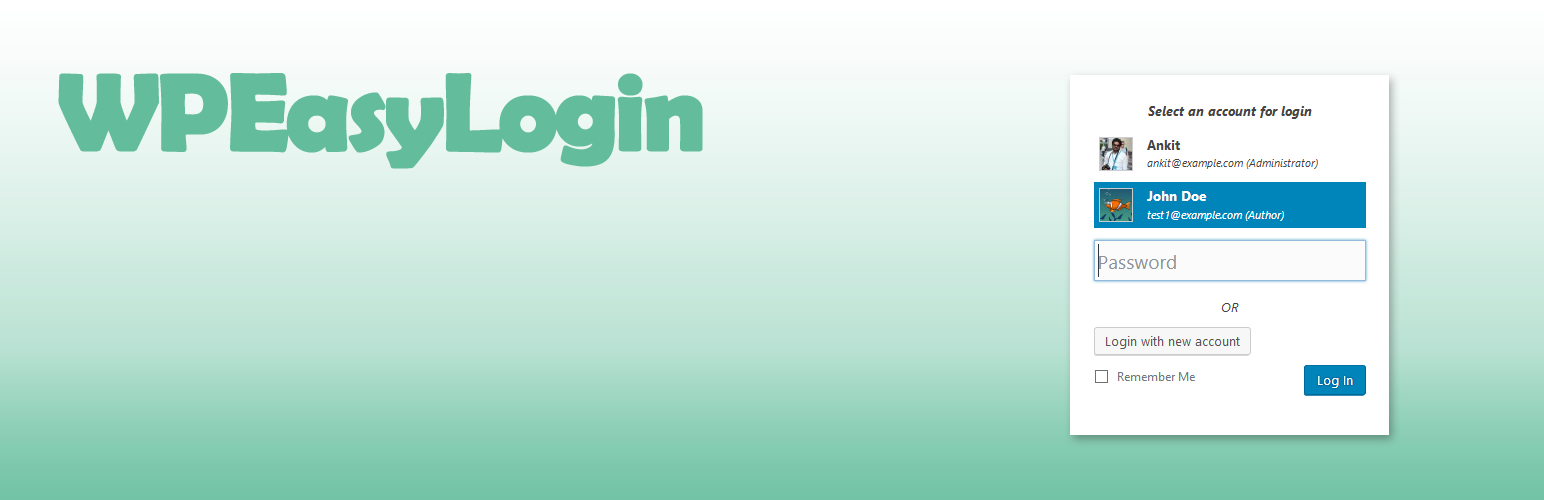 WPEasyLogin
Select an account for login
Ankit
ankit@example.com (Administrator)
John Doe
test1@example.com (Author)
Password
OR
Login with new account
Remember Me
Log In